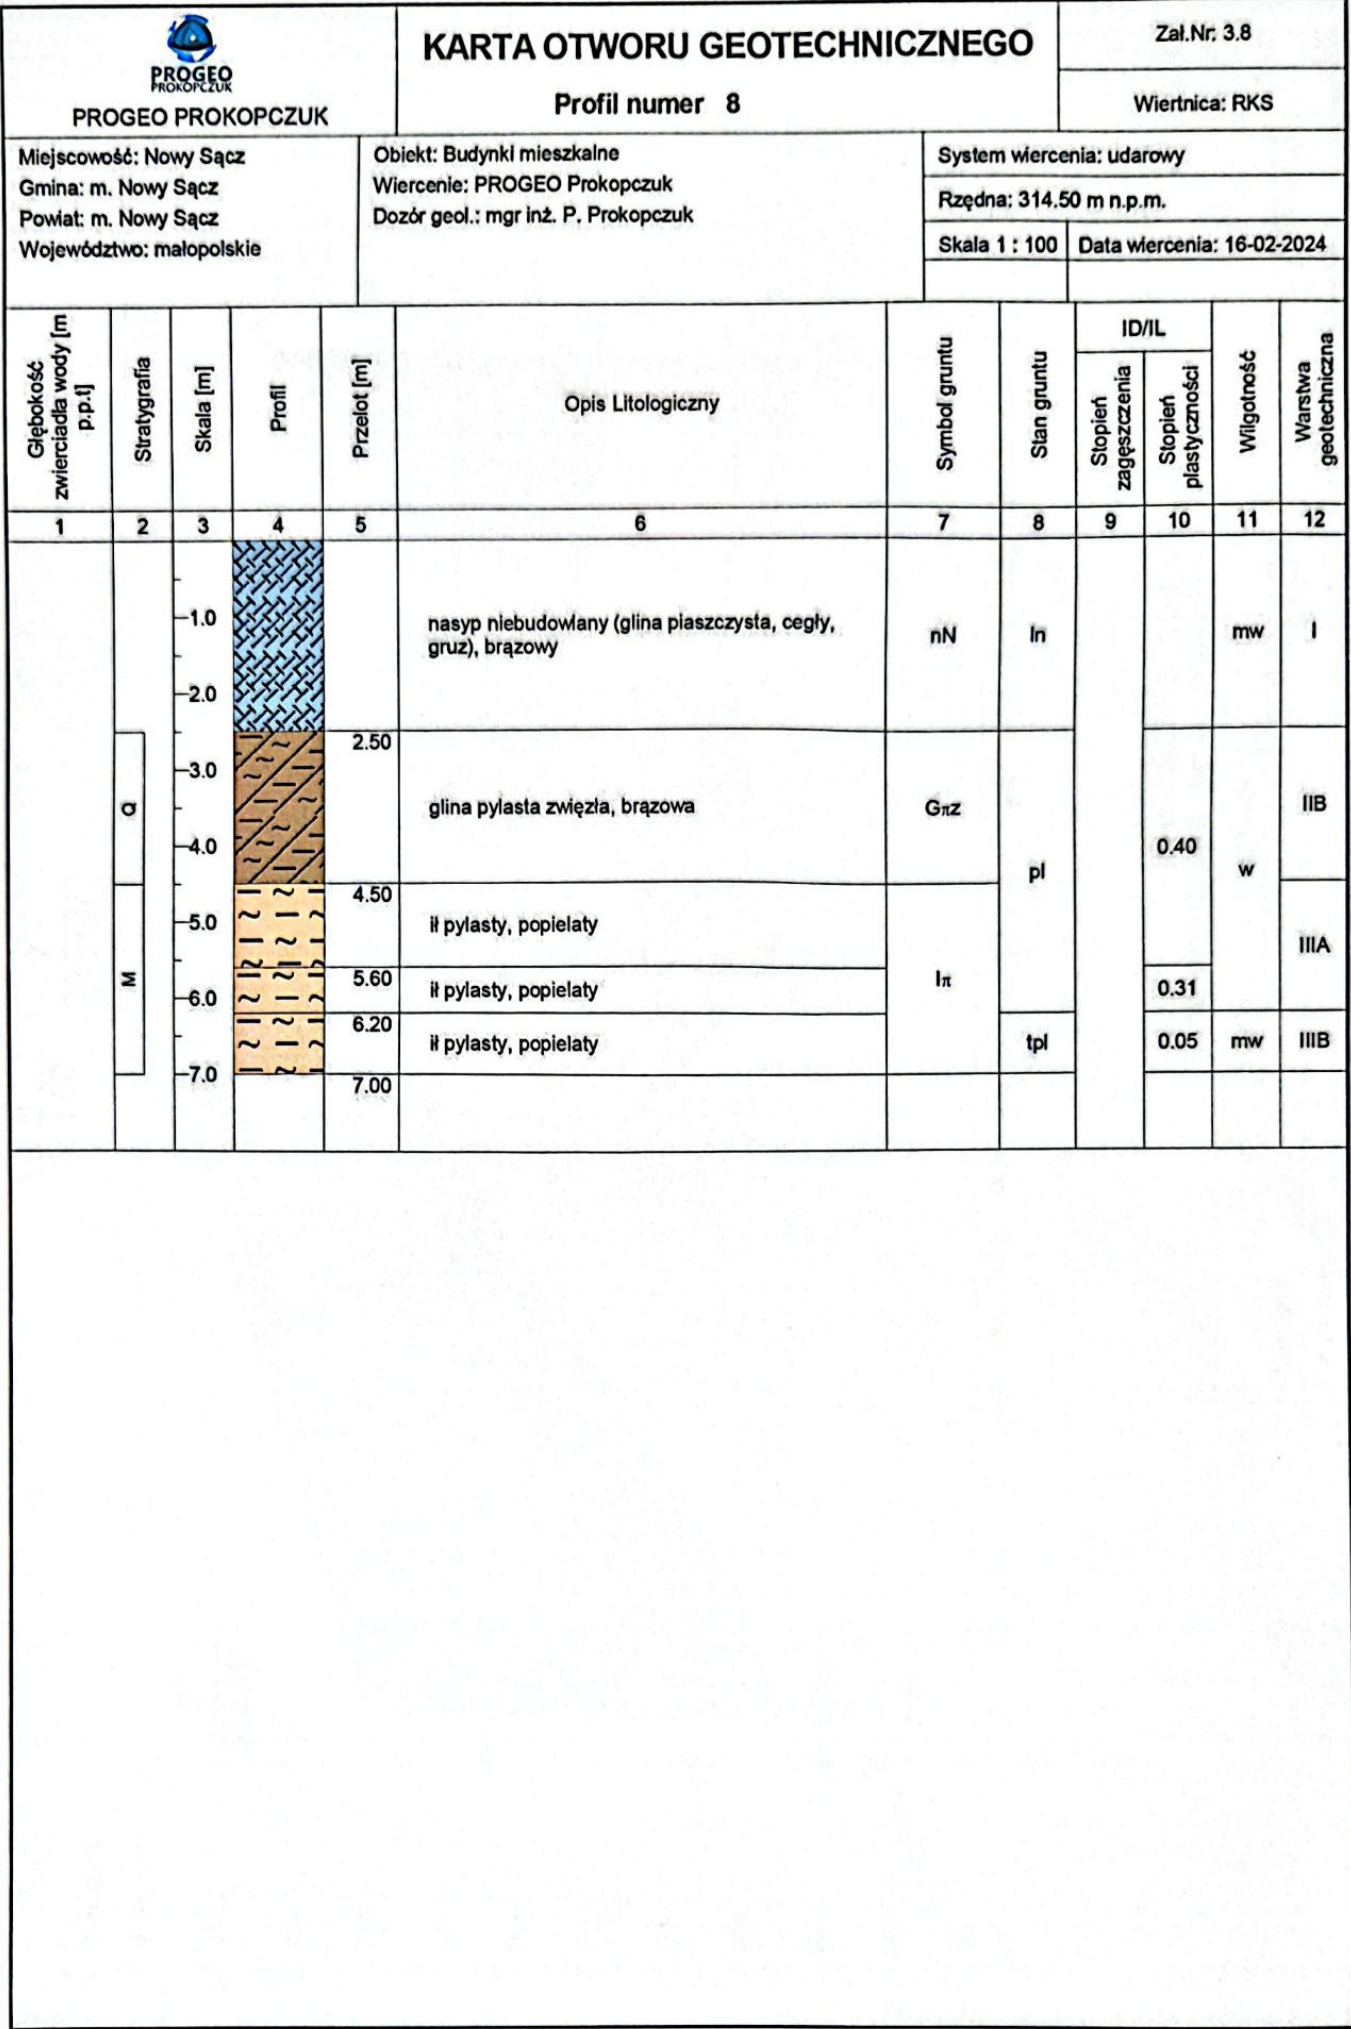 PROGEO
PROKOPCZUK
PROGEO PROKOPCZUK
KARTA OTWORU GEOTECHNICZNEGO
Profil numer 8
Zał.Nr: 3.8
Wiertnica: RKS
Miejscowość: Nowy Sącz
Gmina: m. Nowy Sącz
Powiat: m. Nowy Sącz
Województwo: małopolskie
Obiekt: Budynki mieszkalne
Wiercenie: PROGEO Prokopczuk
Dozór geol.: mgr inż. P. Prokopczuk
System wiercenia: udarowy
Rzędna: 314.50 m n.p.m.
Skala 1 : 100 Data wiercenia: 16-02-2024
Głębokość
zwierciadła wody [m
p.p.t]
Stratygrafia
Skala [m]
Profil
Przelot [m]
Opis Litologiczny
Symbol gruntu
Stan gruntu
ID/IL
Stopień
zagęszczenia
Stopień
plastyczności
Wilgotność
Warstwa
geotechniczna
1 2 3 4 5 6 7 8 9 10 11 12
1.0
2.0
nasyp niebudowlany (glina piaszczysta, cegły,
gruz), brązowy
nN ln mw I
2.50
3.0
Q
glina pylasta zwięzła, brązowa
Gπz
IIB
4.0
0.40
pl w
4.50
5.0
ił pylasty, popielaty
IIIA
M
5.60
ił pylasty, popielaty
Iπ
0.31
6.0
6.20
ił pylasty, popielaty
tpl 0.05 mw IIIB
7.0
7.00